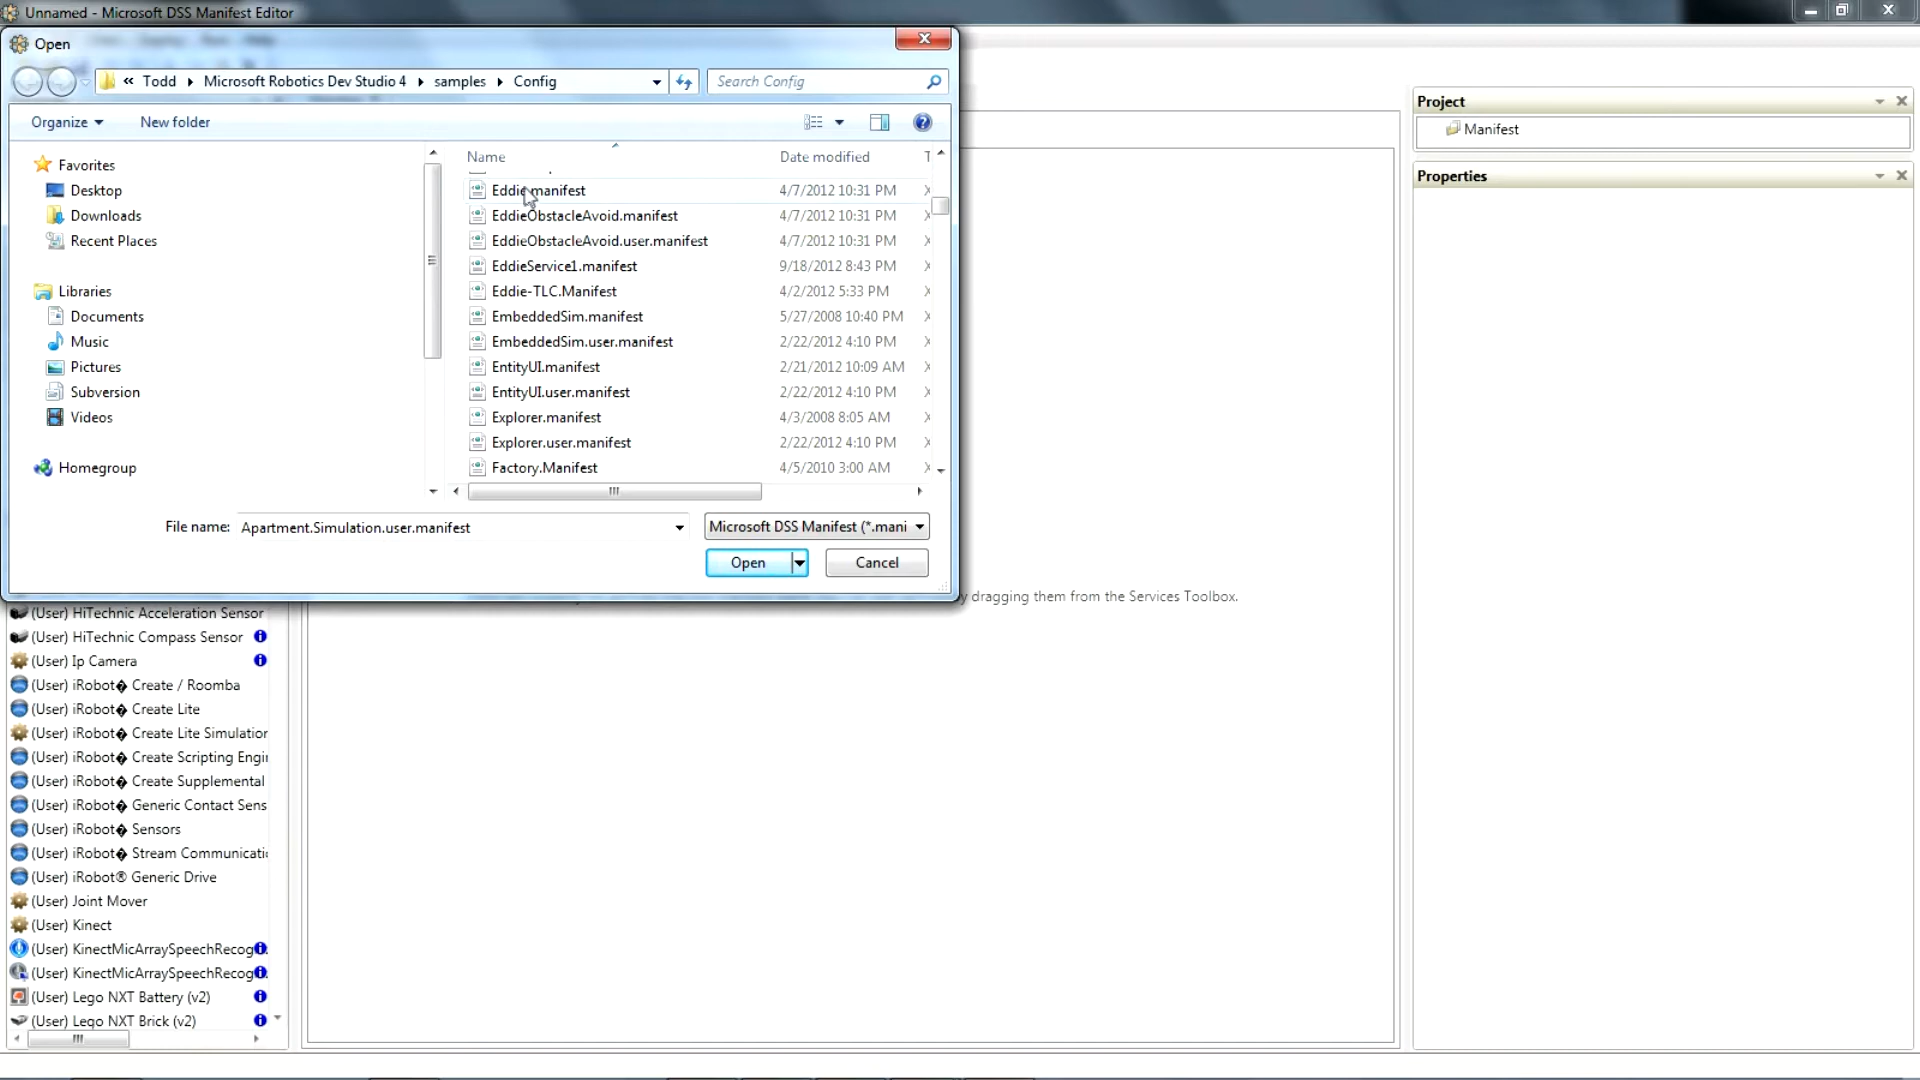 Unnamed - Microsoft DSS Manifest Editor
Open
« Todd Microsoft Robotics Dev Studio 4 samples Config
Search Config
Organize
New folder
Name
Date modified
T
Favorites
Desktop
Downloads
Recent Places
Libraries
Documents
Music
Pictures
Subversion
Videos
Homegroup
Eddie.manifest 4/7/2012 10:31 PM X
EddieObstacleAvoid.manifest 4/7/2012 10:31 PM X
EddieObstacleAvoid.user.manifest 4/7/2012 10:31 PM X
EddieService1.manifest 9/18/2012 8:43 PM X
Eddie-TLC.Manifest 4/2/2012 5:33 PM X
EmbeddedSim.manifest 5/27/2008 10:40 PM X
EmbeddedSim.user.manifest 2/22/2012 4:10 PM X
EntityUI.manifest 2/21/2012 10:09 AM X
EntityUI.user.manifest 2/22/2012 4:10 PM X
Explorer.manifest 4/3/2008 8:05 AM X
Explorer.user.manifest 2/22/2012 4:10 PM X
Factory.Manifest 4/5/2010 3:00 AM X
File name: Apartment.Simulation.user.manifest
Microsoft DSS Manifest (*.mani
Open
Cancel
Project
Manifest
Properties
y dragging them from the Services Toolbox.
(User) HiTechnic Acceleration Sensor
(User) HiTechnic Compass Sensor
(User) Ip Camera
(User) iRobot� Create / Roomba
(User) iRobot� Create Lite
(User) iRobot� Create Lite Simulation
(User) iRobot� Create Scripting Engi
(User) iRobot� Create Supplemental
(User) iRobot� Generic Contact Sens
(User) iRobot� Sensors
(User) iRobot� Stream Communicati
(User) iRobot® Generic Drive
(User) Joint Mover
(User) Kinect
(User) KinectMicArraySpeechRecog
(User) KinectMicArraySpeechRecog
(User) Lego NXT Battery (v2)
(User) Lego NXT Brick (v2)